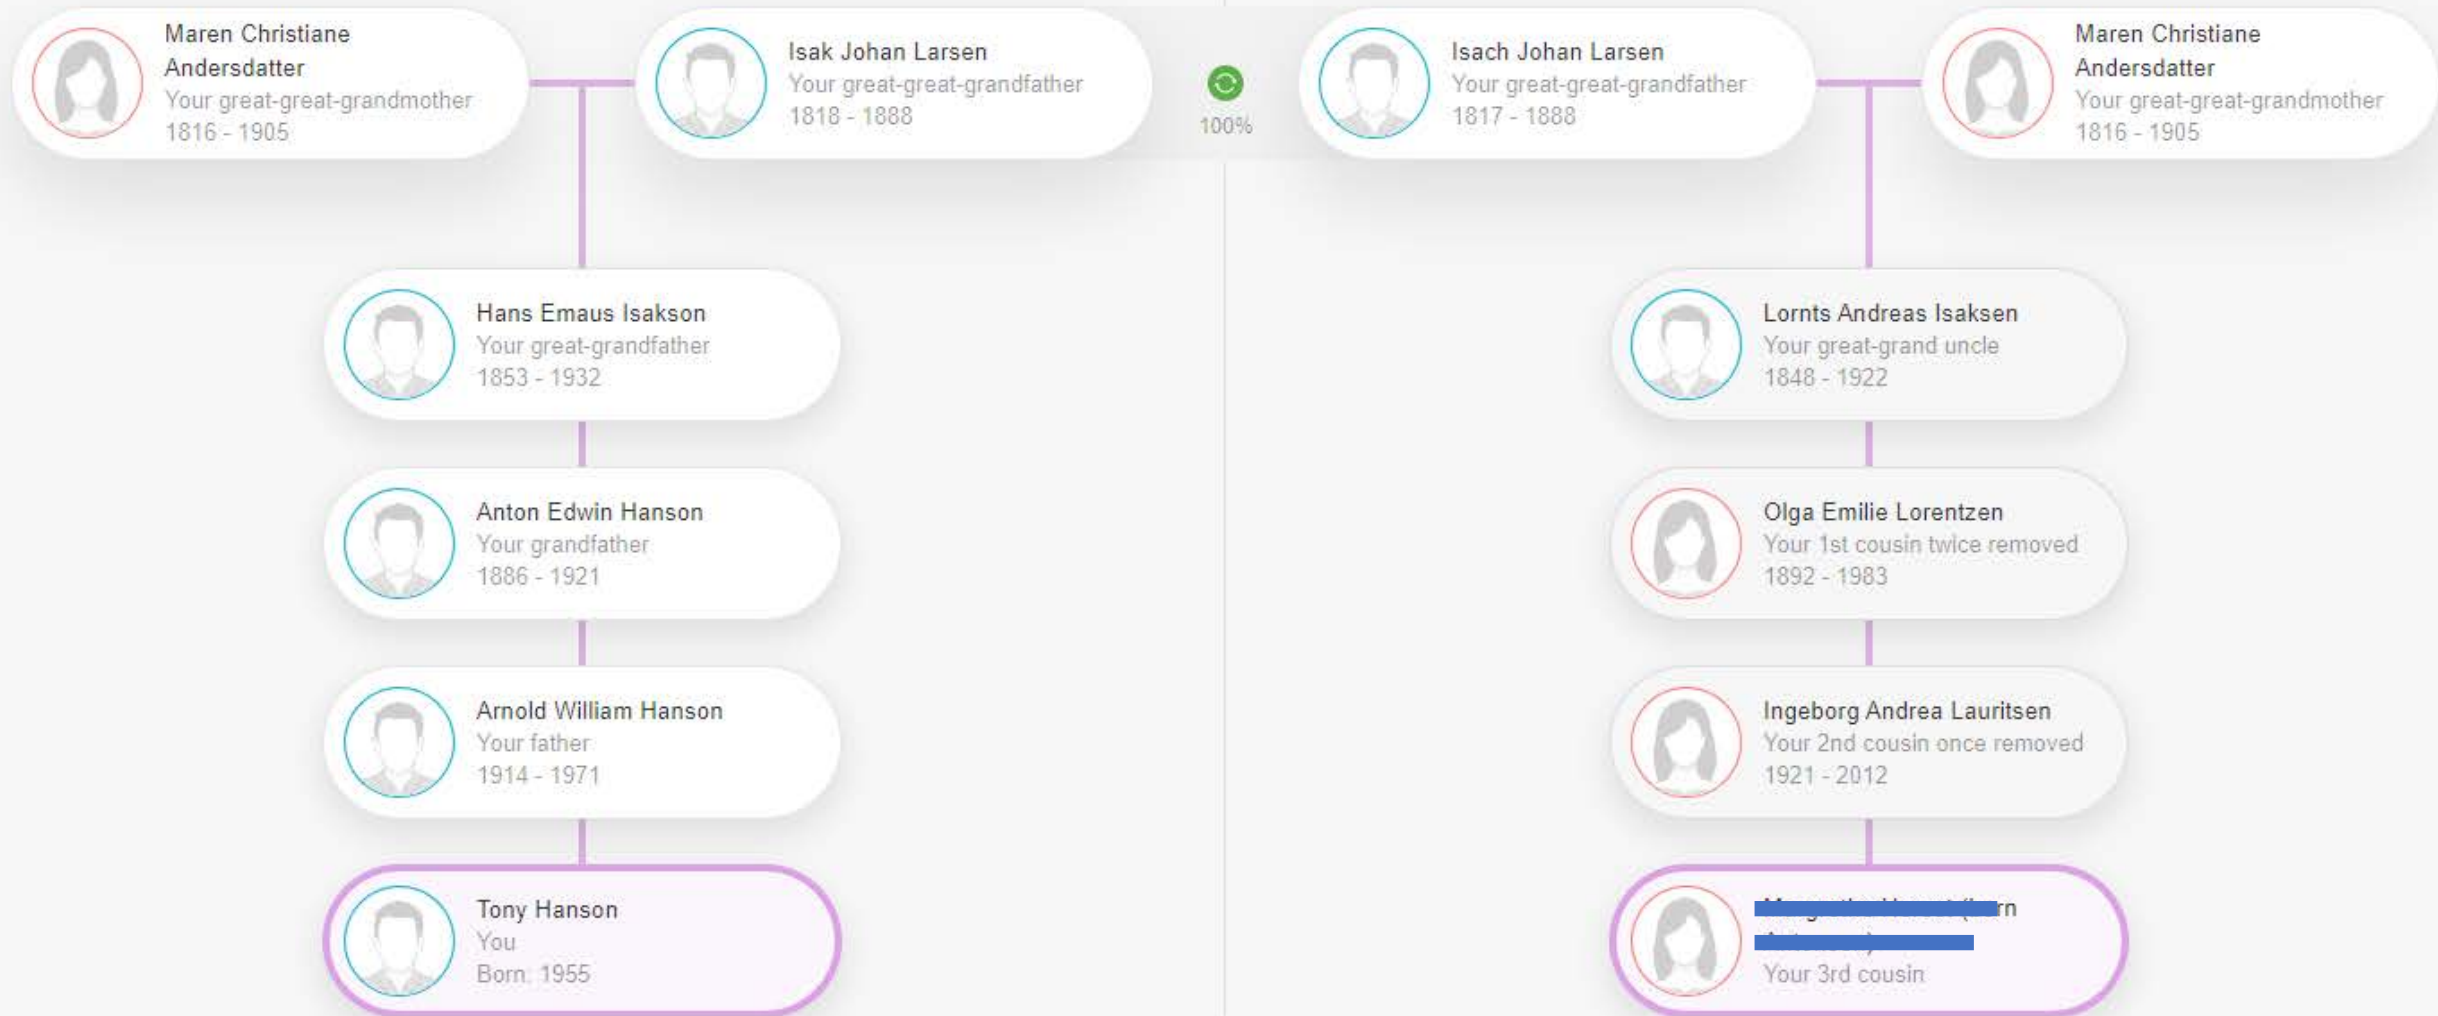 Maren Christiane
Andersdatter
Your great-great-grandmother
1816 - 1905
Isak Johan Larsen
Your great-great-grandfather
1818 - 1888
100%
Isach Johan Larsen
Your great-great-grandfather
1817 - 1888
Maren Christiane
Andersdatter
Your great-great-grandmother
1816 - 1905
Hans Emaus Isakson
Your great-grandfather
1853 - 1932
Lornts Andreas Isaksen
Your great-grand uncle
1848 - 1922
Anton Edwin Hanson
Your grandfather
1886 - 1921
Olga Emilie Lorentzen
Your 1st cousin twice removed
1892 - 1983
Arnold William Hanson
Your father
1914 - 1971
Ingeborg Andrea Lauritsen
Your 2nd cousin once removed
1921 - 2012
Tony Hanson
You
Born: 1955
Your 3rd cousin